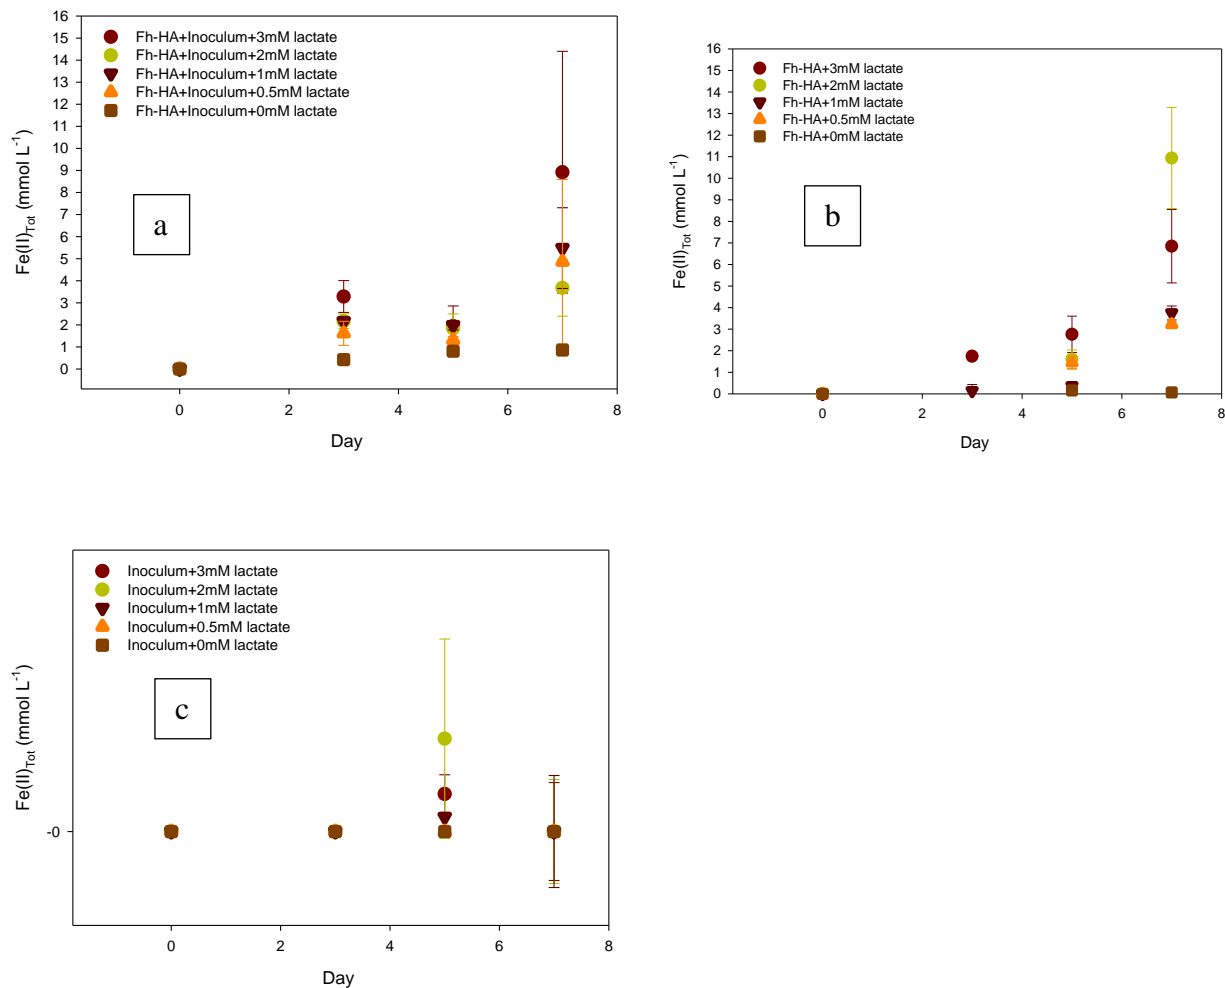 16
15
14
13
12
11
10
9
8
7
6
5
4
3
2
1
0
Fe(II)Tot (mmol L-1)
Fh-HA+Inoculum+3mM lactate
Fh-HA+Inoculum+2mM lactate
Fh-HA+Inoculum+1mM lactate
Fh-HA+Inoculum+0.5mM lactate
Fh-HA+Inoculum+0mM lactate
a
0 2 4 6 8
Day
16
15
14
13
12
11
10
9
8
7
6
5
4
3
2
1
0
Fe(II)Tot (mmol L-1)
Fh-HA+3mM lactate
Fh-HA+2mM lactate
Fh-HA+1mM lactate
Fh-HA+0.5mM lactate
Fh-HA+0mM lactate
b
0 2 4 6 8
Day
Fe(II)Tot (mmol L-1)
-0
Inoculum+3mM lactate
Inoculum+2mM lactate
Inoculum+1mM lactate
Inoculum+0.5mM lactate
Inoculum+0mM lactate
c
0 2 4 6 8
Day